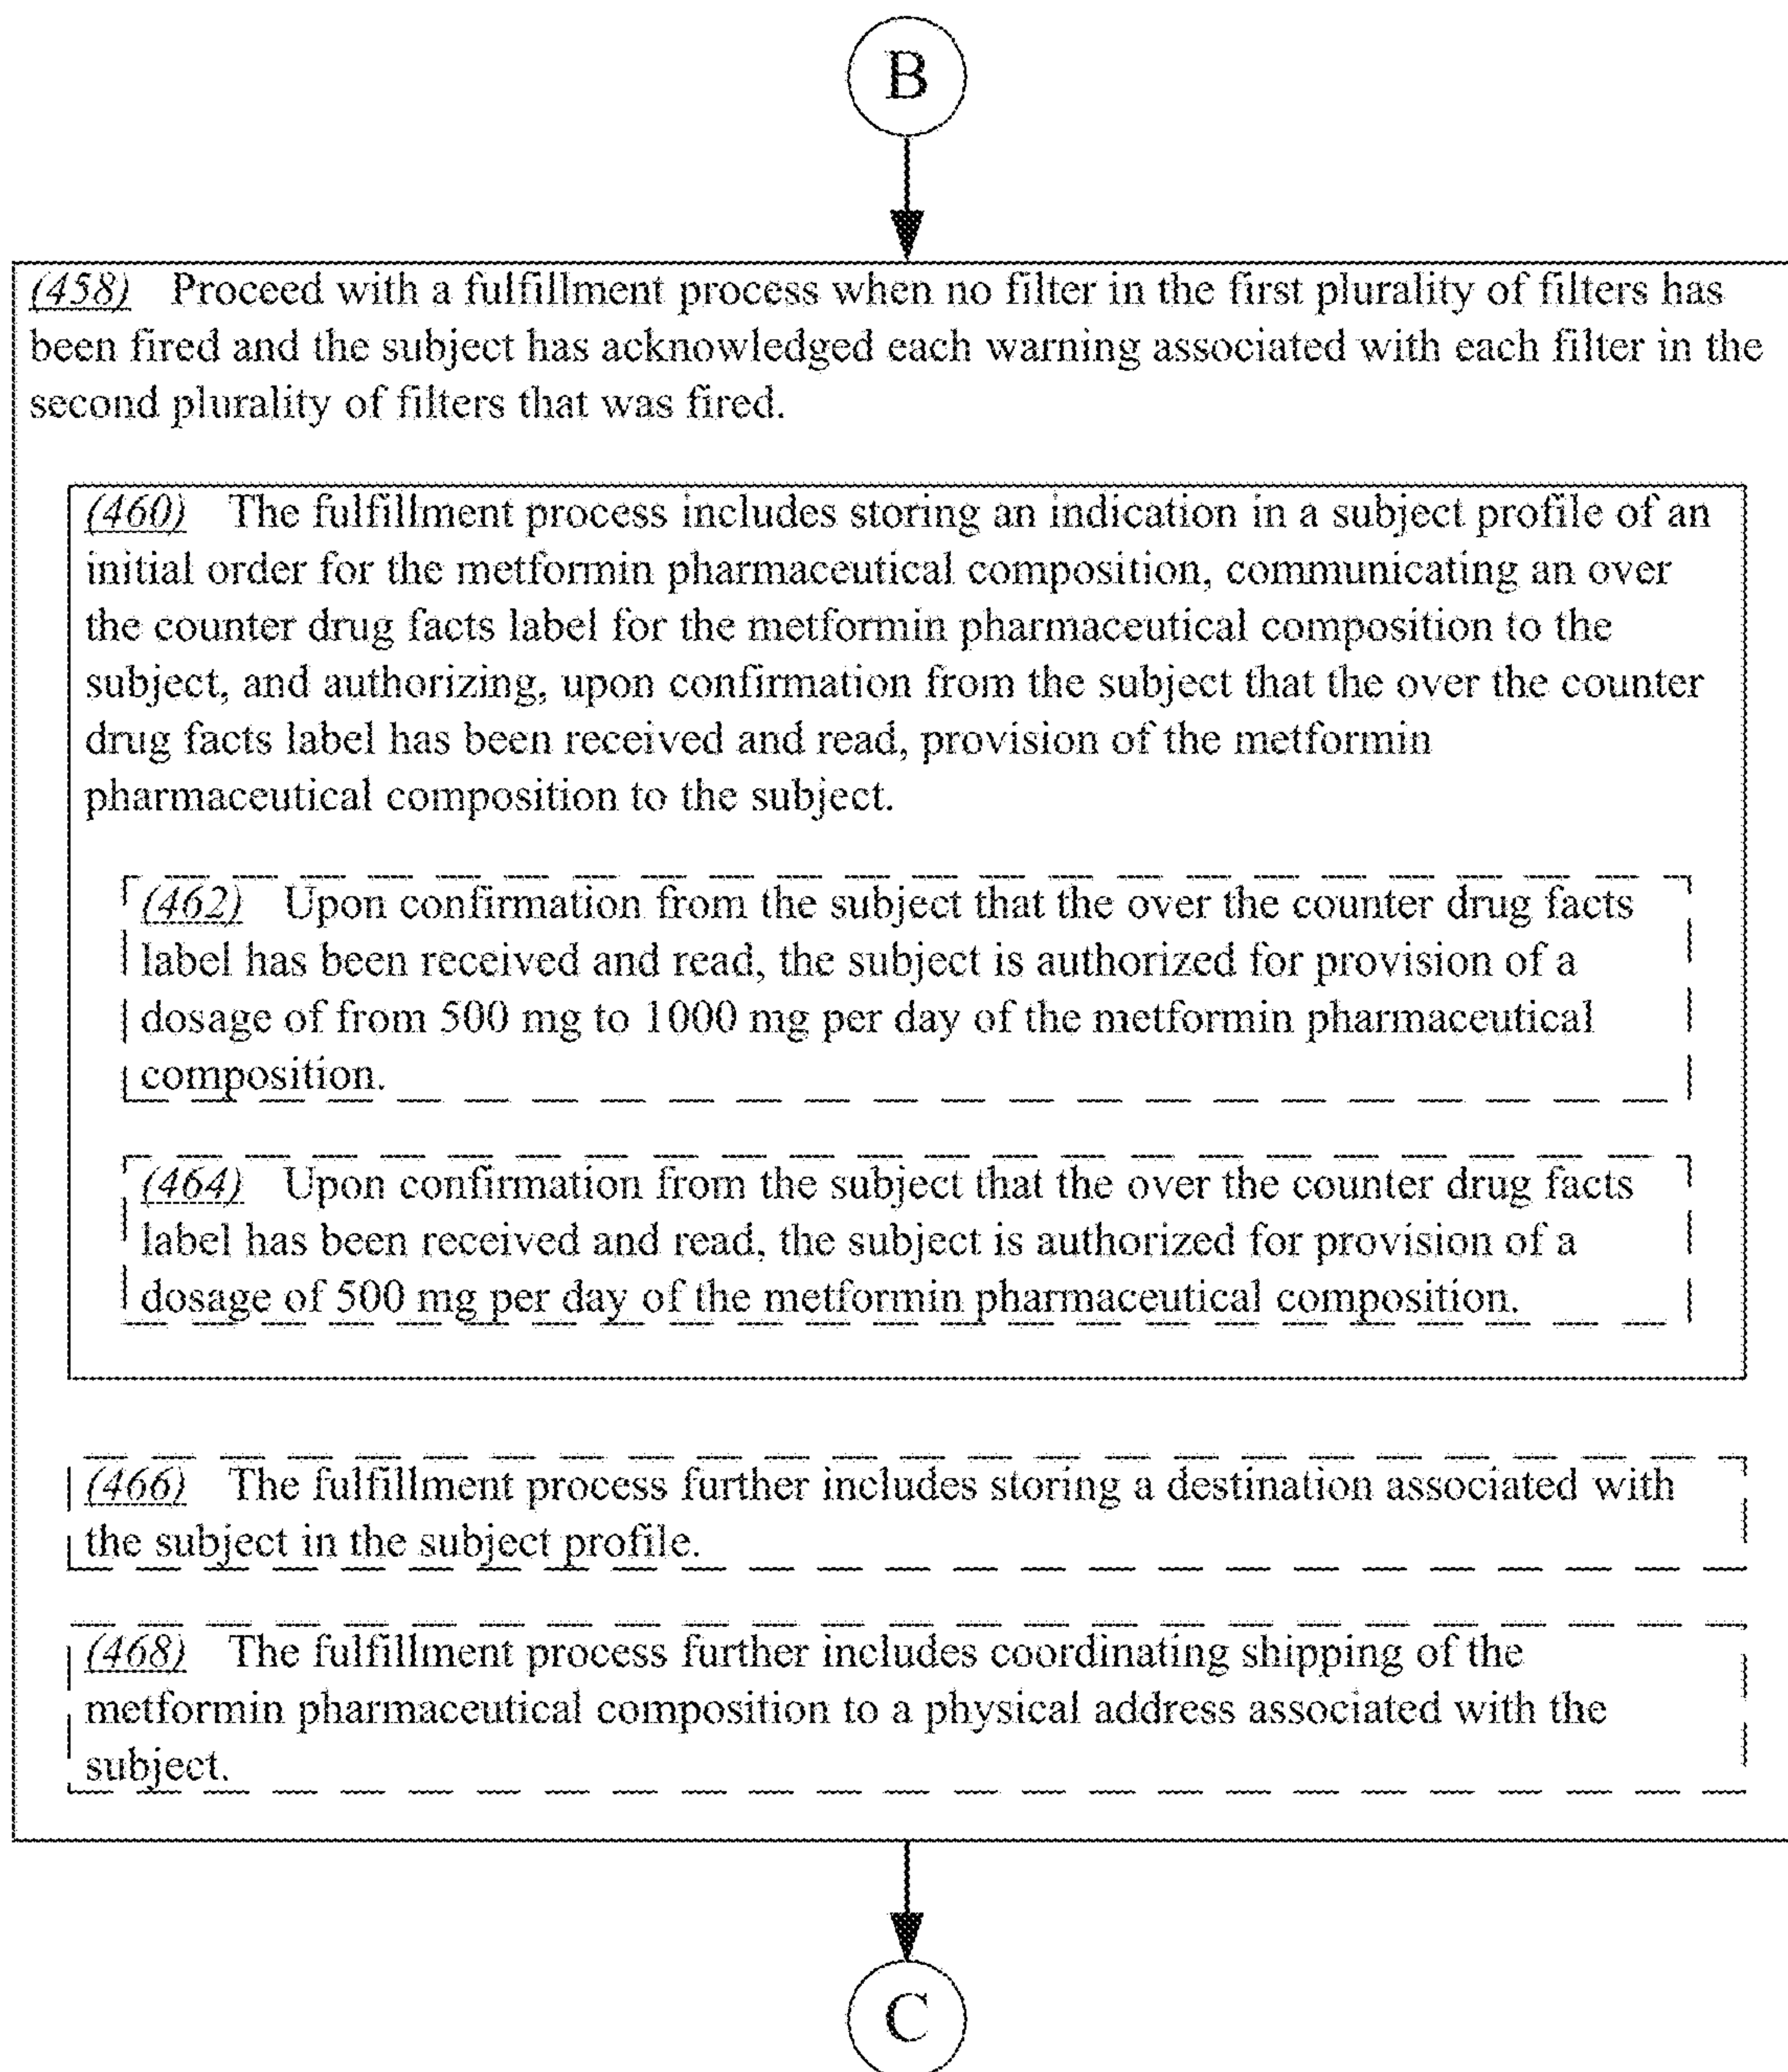 B
(458) Proceed with a fulfillment process when no filter in the first plurality of filters has
been fired and the subject has acknowledged each warning associated with each filter in the
second plurality of filters that was fired.
(460) The fulfillment process includes storing an indication in a subject profile of an
initial order for the metformin pharmaceutical composition, communicating an over
the counter drug facts label for the metformin pharmaceutical composition to the
subject, and authorizing, upon confirmation from the subject that the over the counter
drug facts label has been received and read, provision of the metformin
pharmaceutical composition to the subject.
(462) Upon confirmation from the subject that the over the counter drug facts
label has been received and read, the subject is authorized for provision of a
dosage of from 500 mg to 1000 mg per day of the metformin pharmaceutical
composition.
(464) Upon confirmation from the subject that the over the counter drug facts
label has been received and read, the subject is authorized for provision of a
dosage of 500 mg per day of the metformin pharmaceutical composition.
(466) The fulfillment process further includes storing a destination associated with
the subject in the subject profile.
(468) The fulfillment process further includes coordinating shipping of the
metformin pharmaceutical composition to a physical address associated with the
subject.
C